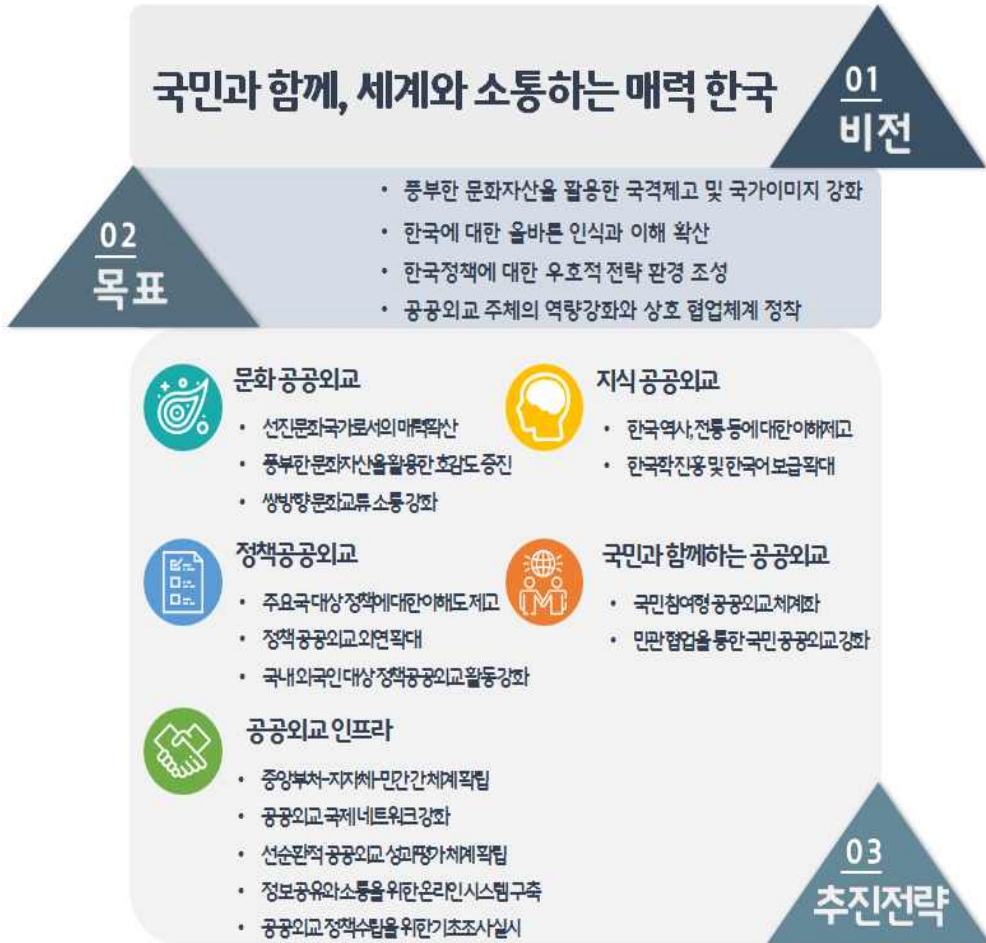 국민과 함께, 세계와 소통하는 매력 한국
01
비전
02
목표
• 풍부한 문화자산을 활용한 국격제고 및 국가이미지 강화
• 한국에 대한 올바른 인식과 이해 확산
• 한국정책에 대한 우호적 전략 환경 조성
• 공공외교 주체의 역량강화와 상호 협업체계 정착
문화 공공외교
• 선진문화국가로서의 매력확산
• 풍부한 문화자산을 활용한 호감도 증진
• 쌍방향 문화교류 소통 강화
지식 공공외교
• 한국 역사, 전통 등에 대한 이해제고
• 한국학 진흥 및 한국어 보급 확대
정책공공외교
• 주요국 대상 정책에 대한 이해도 제고
• 정책 공공외교 외연 확대
• 국내 외국인 대상 정책공공외교 활동 강화
국민과 함께하는 공공외교
• 국민 참여형 공공외교 체계화
• 민관 협업을 통한 국민 공공외교 강화
공공외교 인프라
• 중앙부처-지자체-민간 간 체계 확립
• 공공외교 국제 네트워크 강화
• 선순환적 공공외교 성과평가 체계 확립
• 정보공유와 소통을 위한 온라인 시스템 구축
• 공공외교 정책수립을 위한 기초조사 실시
03
추진전략